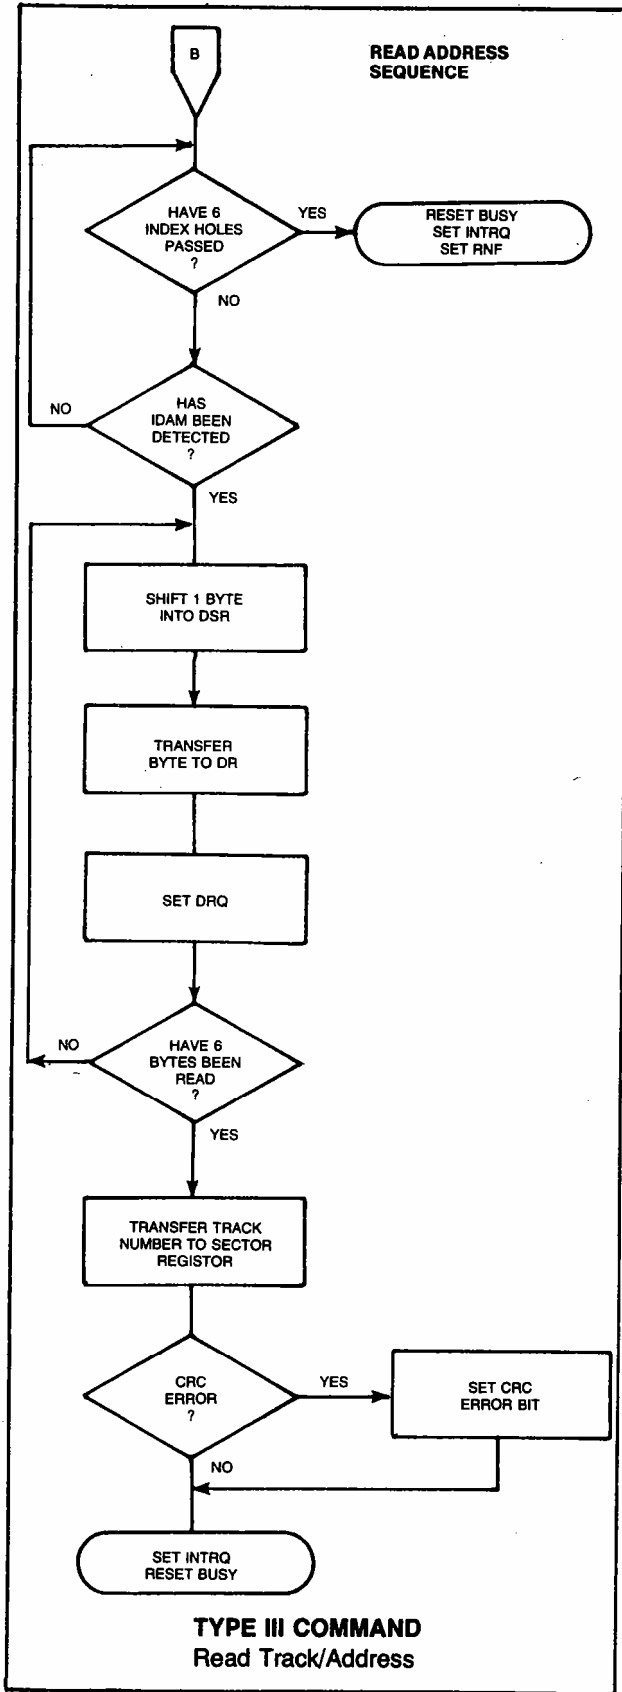 B
READ ADDRESS
SEQUENCE
HAVE 6
INDEX HOLES
PASSED
?
YES
RESET BUSY
SET INTRQ
SET RNF
NO
HAS
IDAM BEEN
DETECTED
?
NO
YES
SHIFT 1 BYTE
INTO DSR
TRANSFER
BYTE TO DR
SET DRQ
HAVE 6
BYTES BEEN
READ
?
NO
YES
TRANSFER TRACK
NUMBER TO SECTOR
REGISTOR
CRC
ERROR
?
YES
SET CRC
ERROR BIT
NO
SET INTRQ
RESET BUSY
TYPE III COMMAND
Read Track/Address